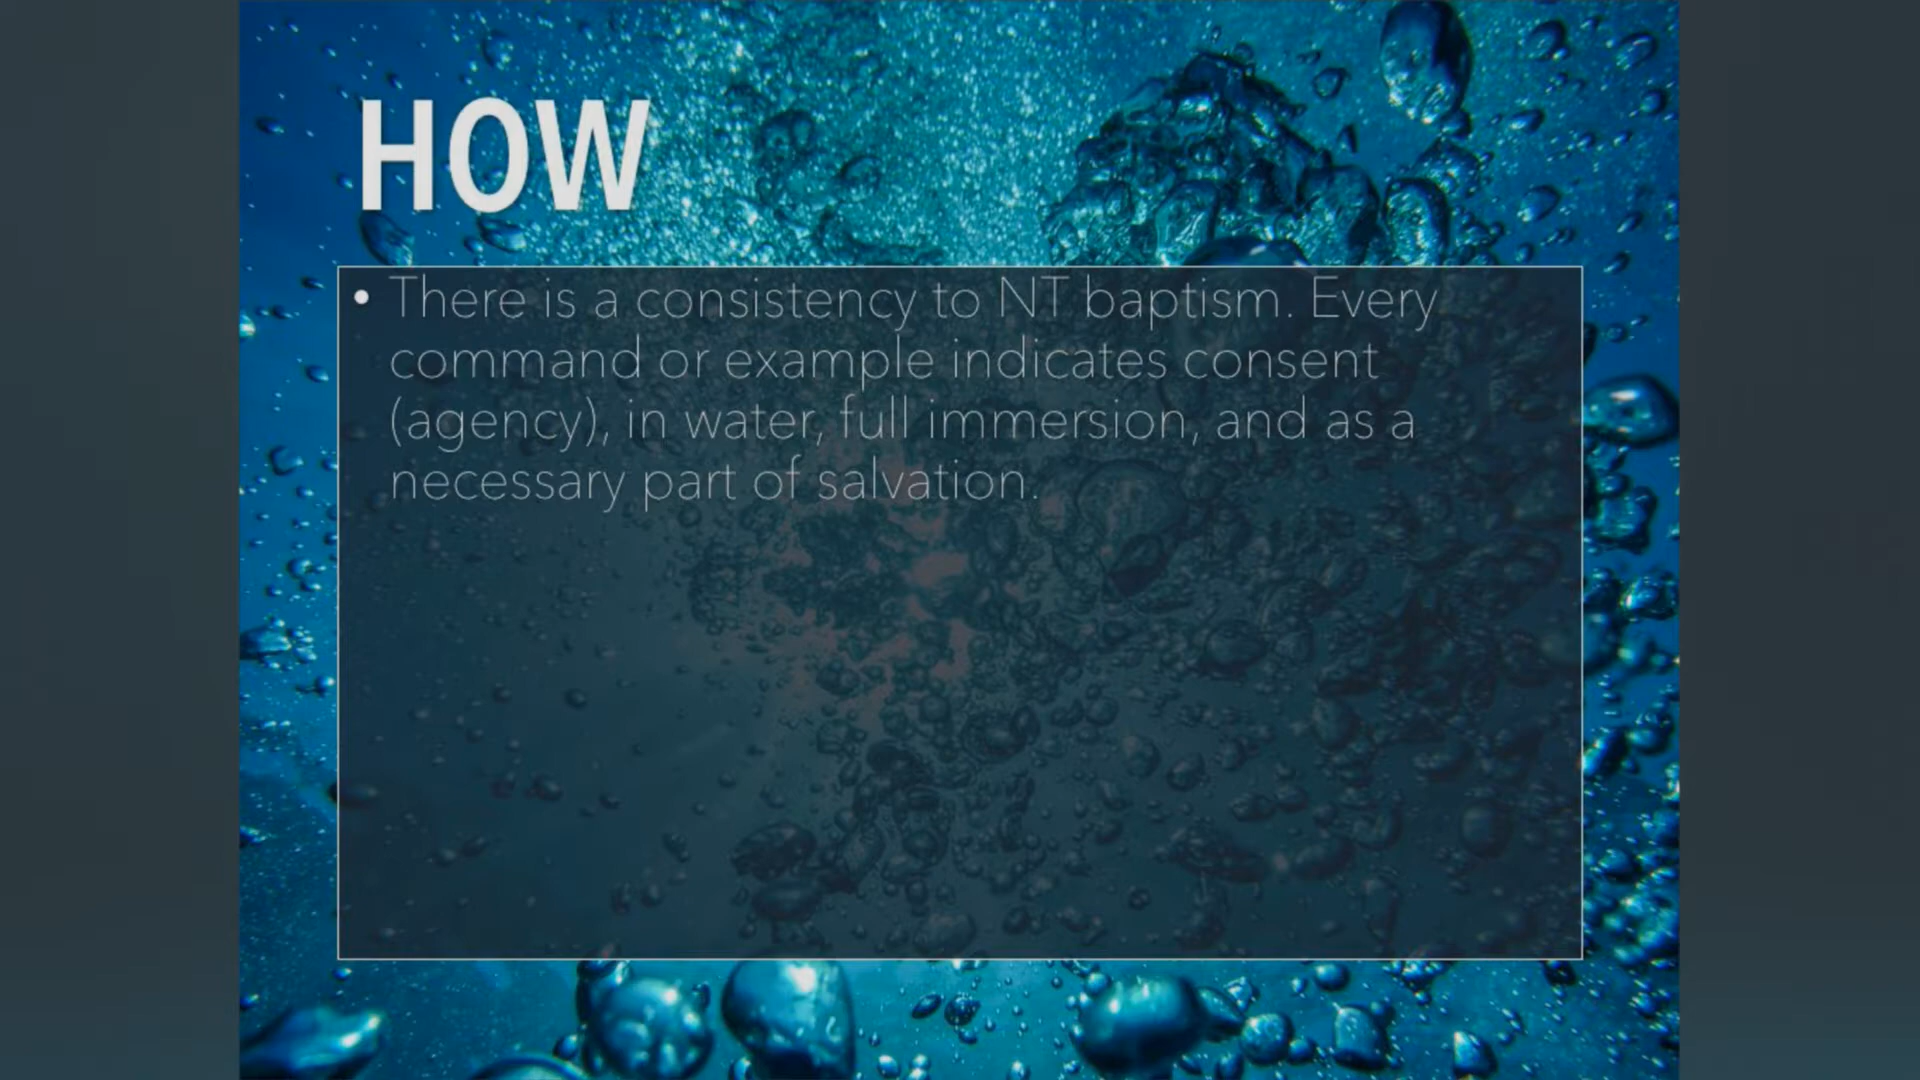 HOW
• There is a consistency to NT baptism. Every
command or example indicates consent
(agency), in water, full immersion, and as a
necessary part of salvation.